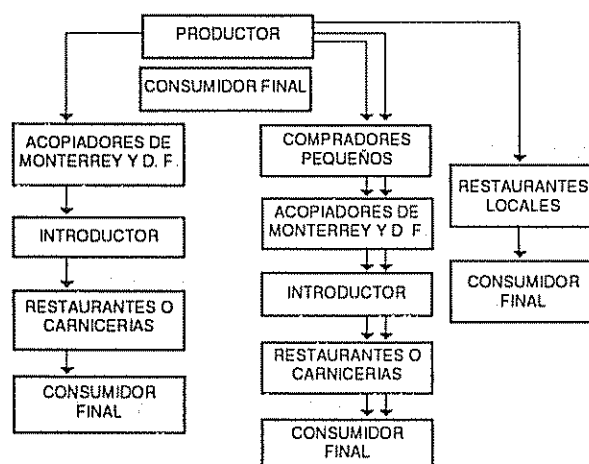 PRODUCTOR
CONSUMIDOR FINAL
ACOPIADORES DE
MONTERREY Y D. F.
INTRODUCTOR
RESTAURANTES O
CARNICERIAS
CONSUMIDOR
FINAL
COMPRADORES
PEQUEÑOS
ACOPIADORES DE
MONTERREY Y D F.
INTRODUCTOR
RESTAURANTES O
CARNICERIAS
CONSUMIDOR
FINAL
RESTAURANTES
LOCALES
CONSUMIDOR
FINAL